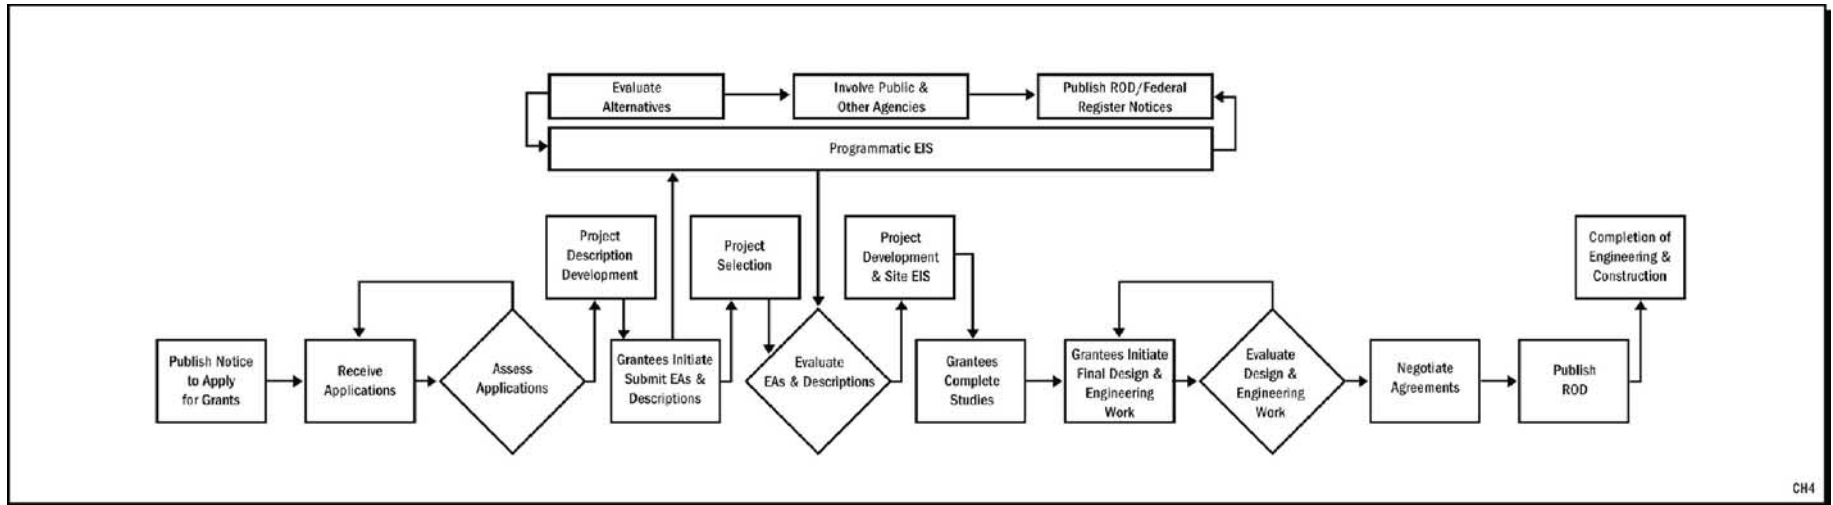 Evaluate
Alternatives
Involve Public &
Other Agencies
Publish ROD/Federal
Register Notices
Programmatic EIS
Project
Description
Development
Project
Selection
Project
Development
& Site EIS
Completion of
Engineering &
Construction
Publish Notice
to Apply
for Grants
Receive
Applications
Assess
Applications
Grantees Initiate
Submit EAs &
Descriptions
Evaluate
EAs & Descriptions
Grantees
Complete
Studies
Grantees Initiate
Final Design &
Engineering
Work
Evaluate
Design &
Engineering
Work
Negotiate
Agreements
Publish
ROD
CH4